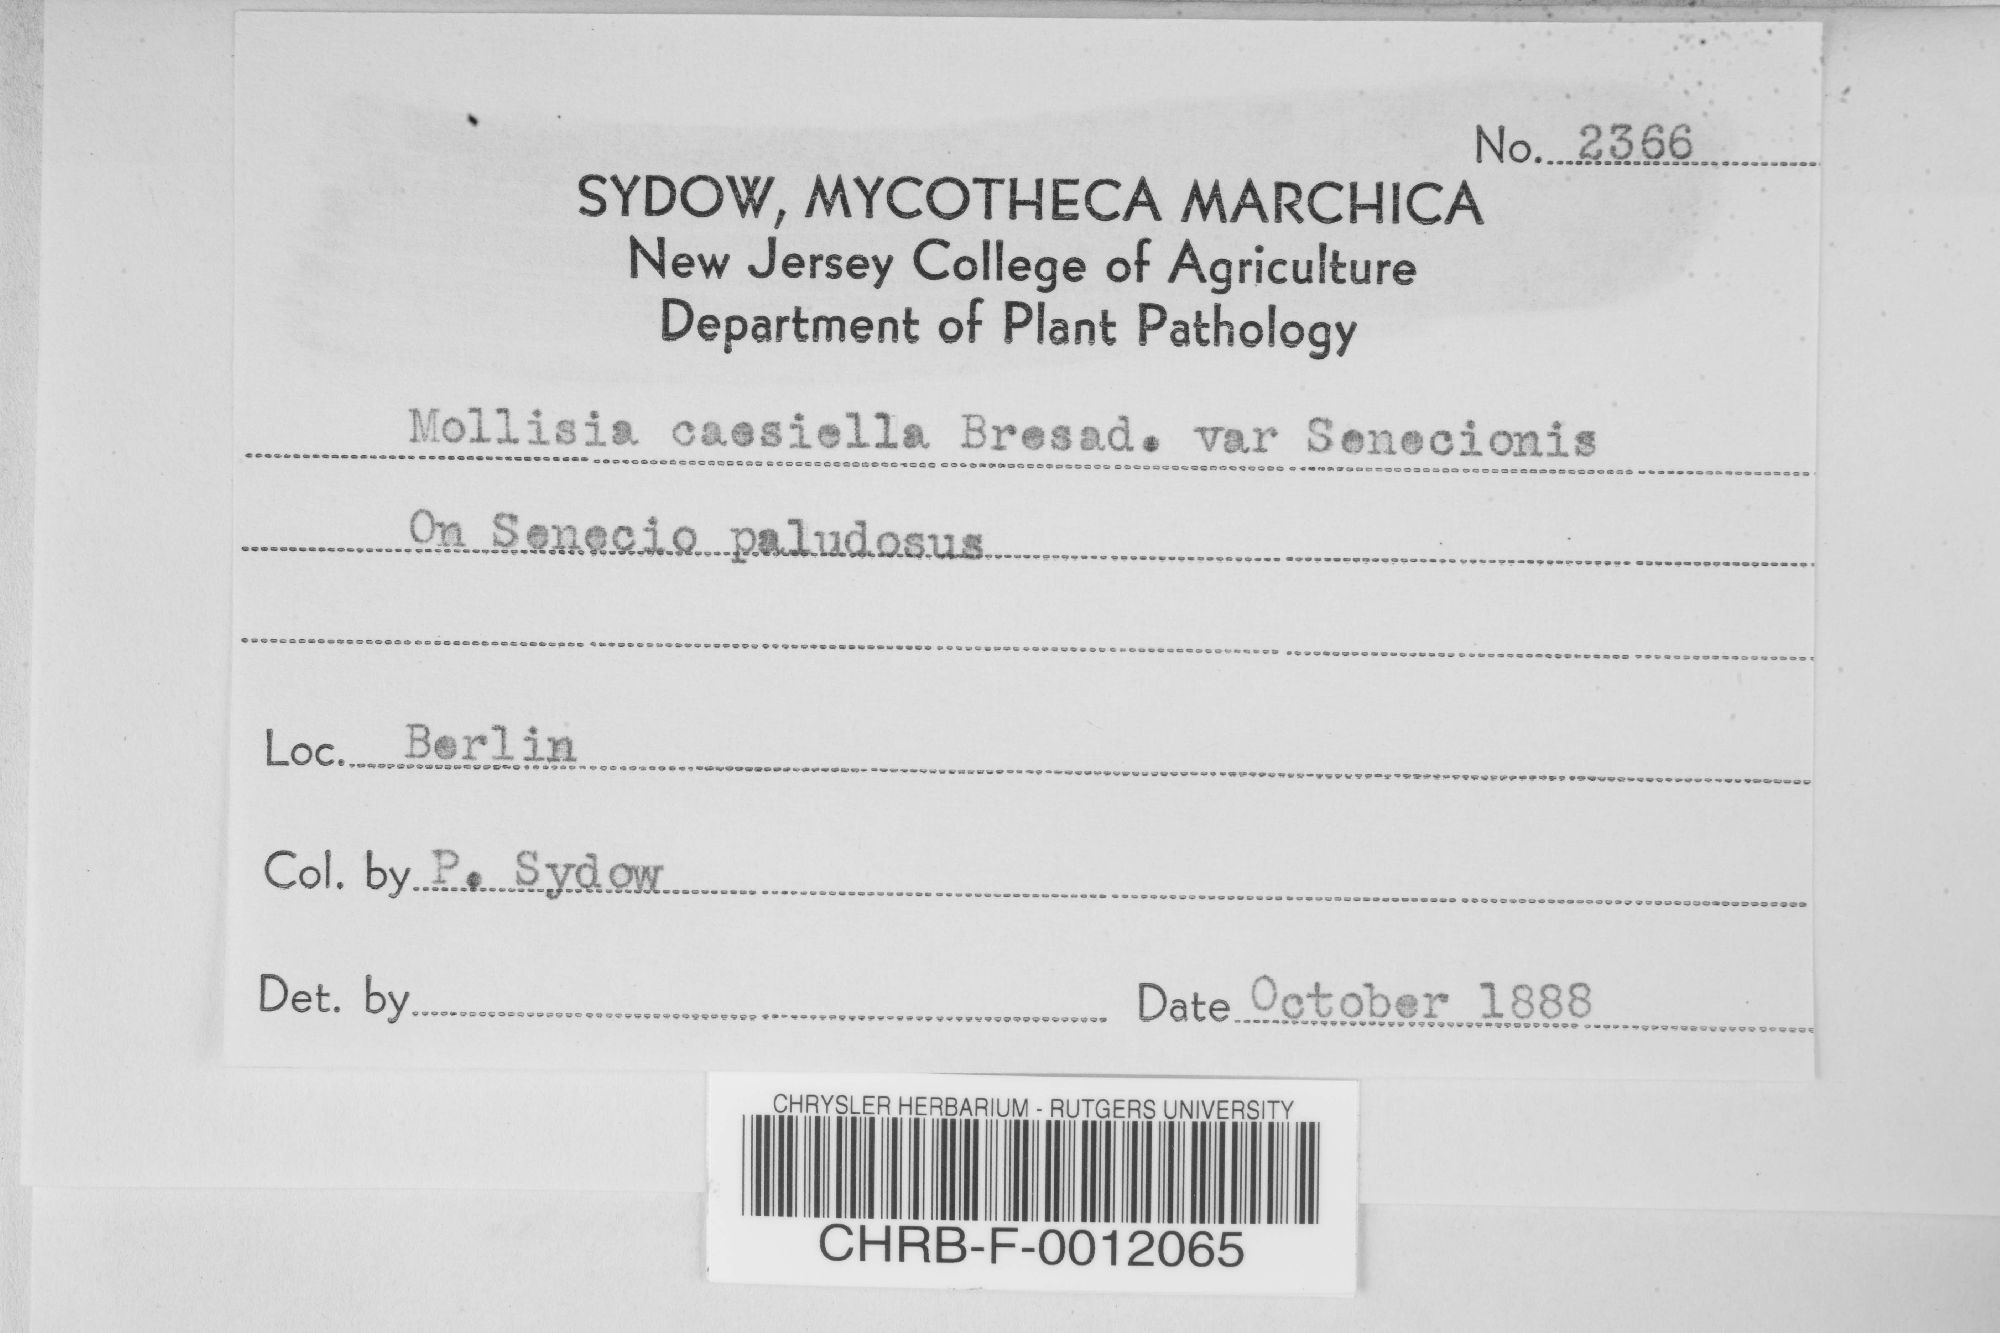 No. 2366
SYDOW, MYCOTHECA MARCHICA
New Jersey College of Agriculture
Department of Plant Pathology
Mollisia caesiella Bresad. var Senecionis
On Senecio paludosus
Loc. Berlin
Col. by P. Sydow
Det. by Date October 1888
CHRYSLER HERBARIUM - RUTGERS UNIVERSITY
CHRB-F-0012065